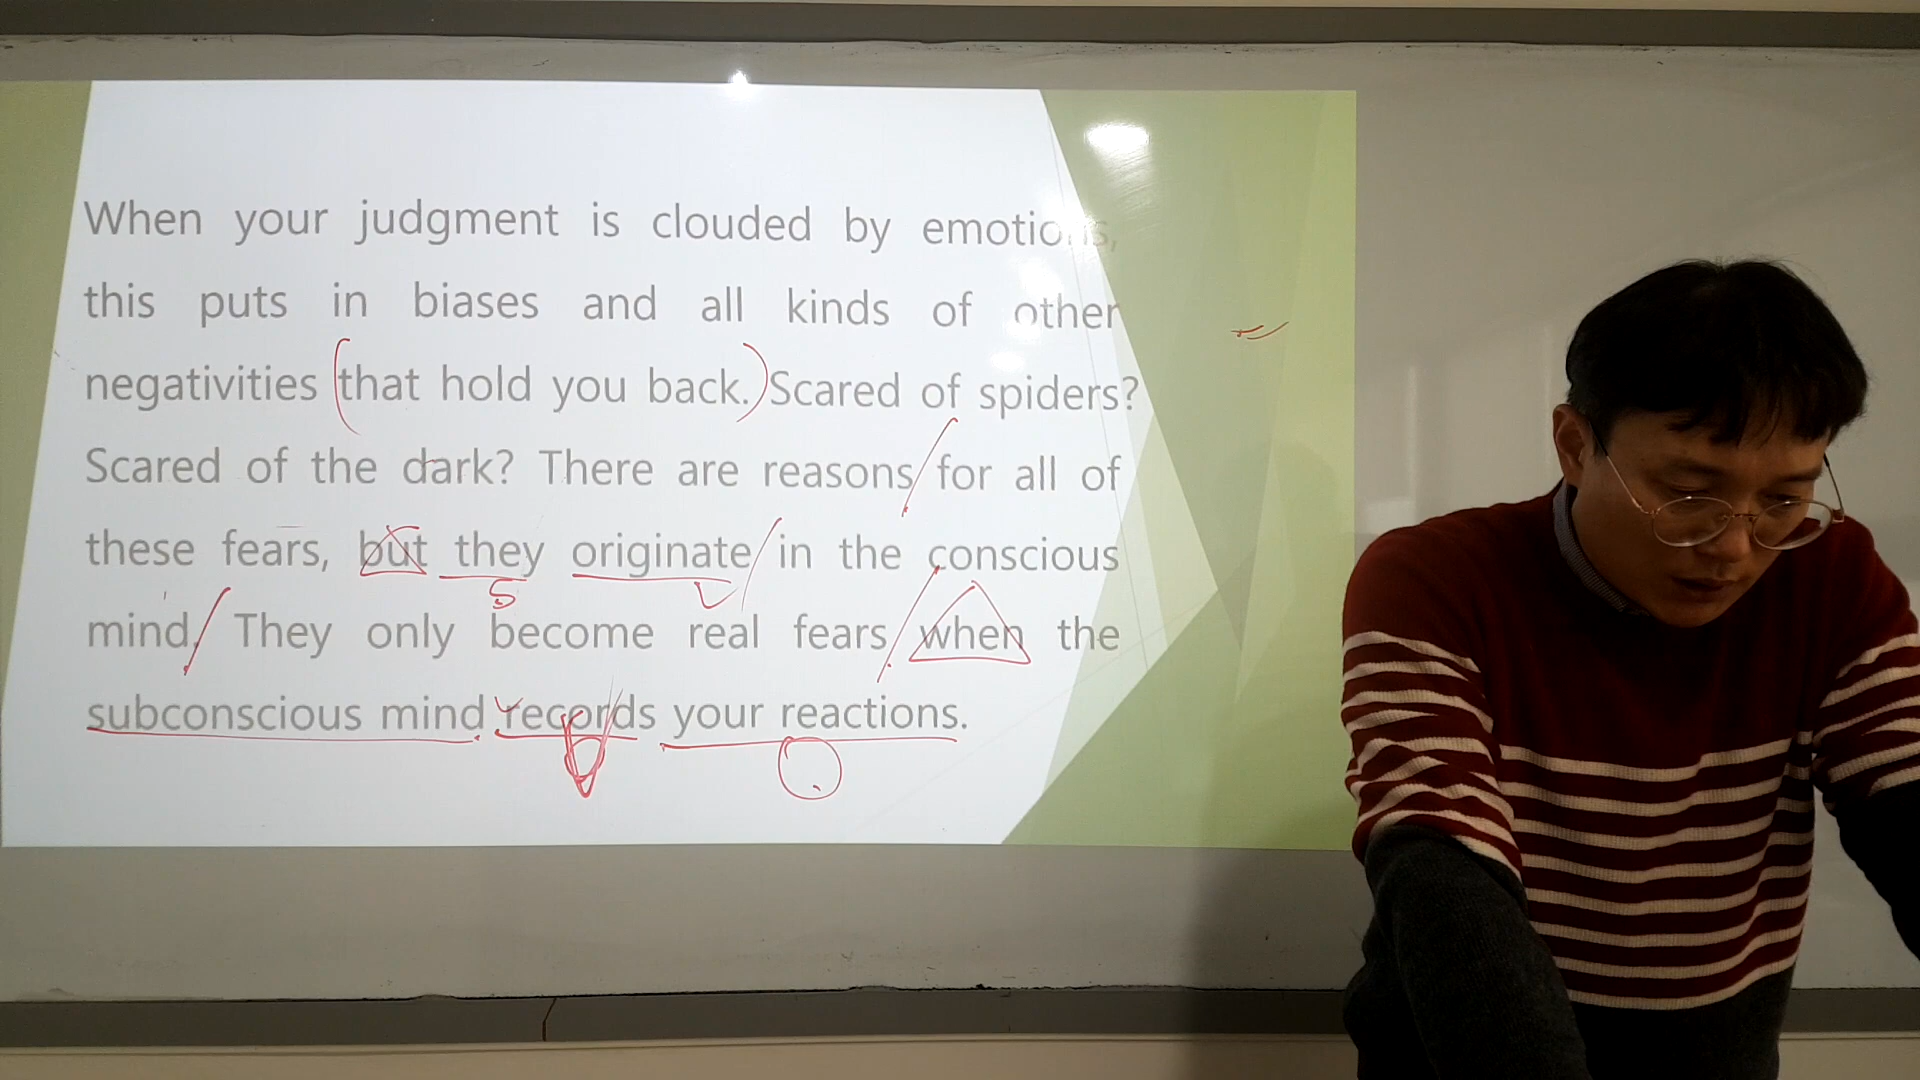 When your judgment is clouded by emotions,
this puts in biases and all kinds of other
negativities (that hold you back.) Scared of spiders?
Scared of the dark? There are reasons / for all of
these fears, but they originate / in the conscious
S V
mind. / They only become real fears / when the
subconscious mind records your reactions.
V O